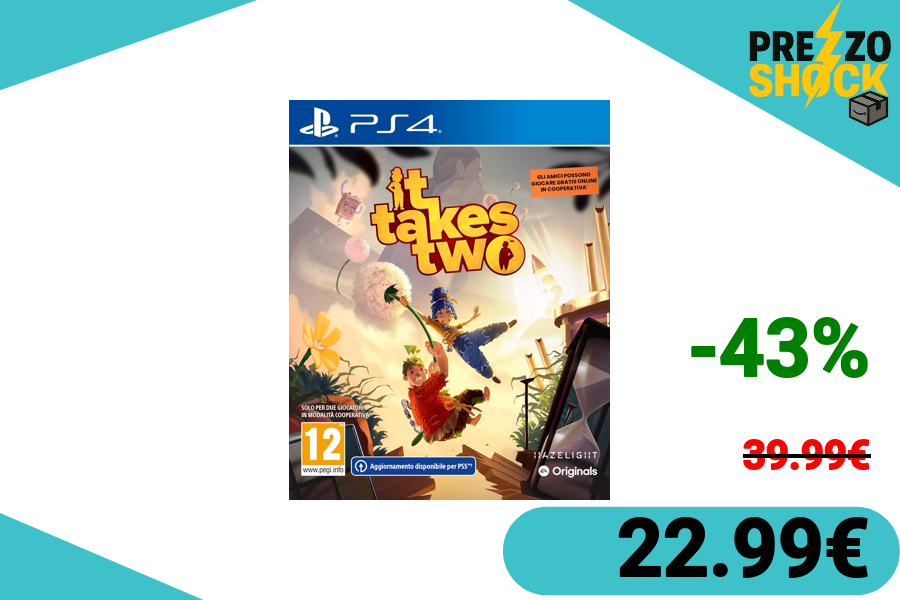 PREZZO
SHOCK
PS4
GLI AMICI POSSONO
GIOCARE GRATIS ONLINE
IN COOPERATIVA*
it
takes
two
-43%
39.99€
SOLO PER DUE GIOCATORI
IN MODALITÀ COOPERATIVA
12
www.pegi.info
Aggiornamento disponibile per PS5™*
HAZELIGHT
EA Originals
22.99€